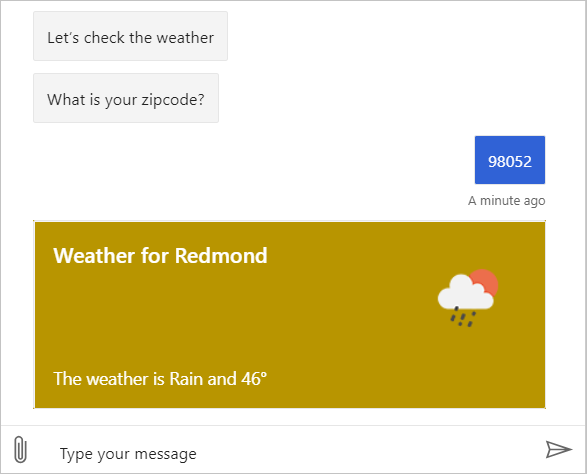 Let's check the weather
What is your zipcode?
98052
A minute ago
Weather for Redmond
The weather is Rain and 46°
Type your message